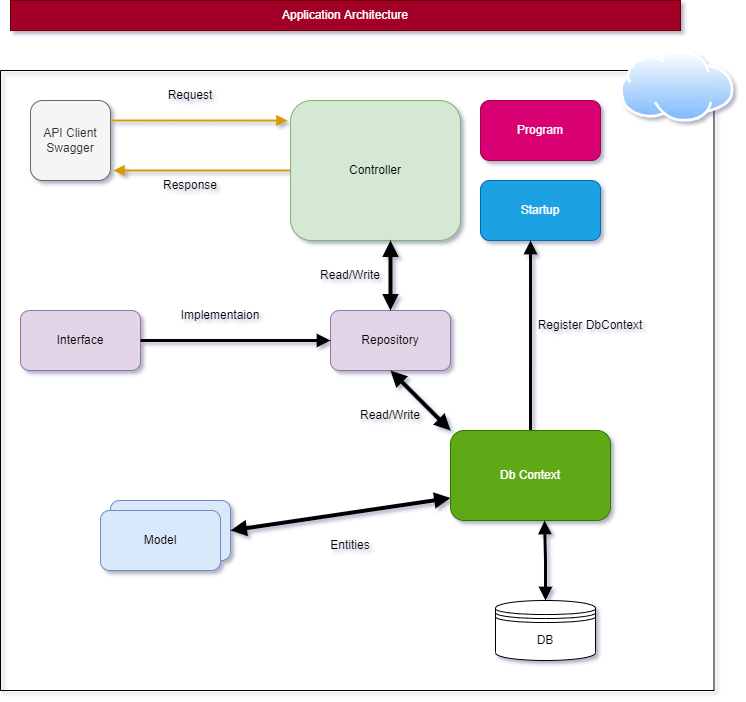 Application Architecture
Request
API Client
Swagger
Controller
Program
Response
Startup
Read/Write
Implementaion
Register DbContext
Interface
Repository
Read/Write
Db Context
Model
Entities
DB